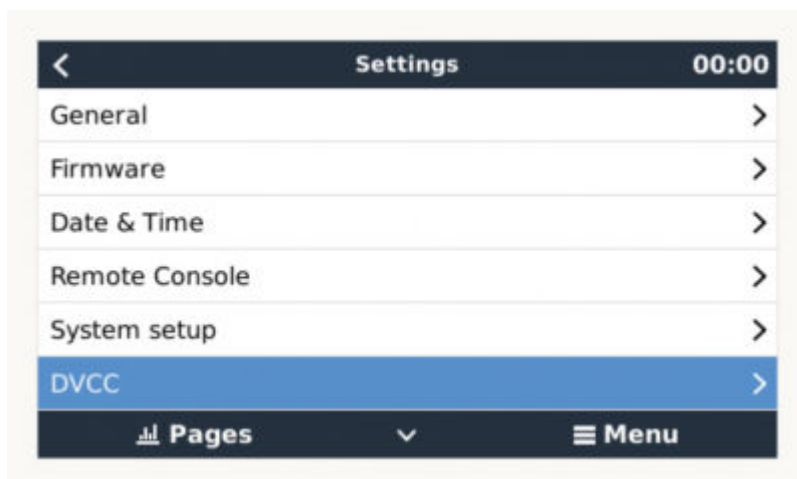 Settings 00:00
General
Firmware
Date & Time
Remote Console
System setup
DVCC
Pages Menu